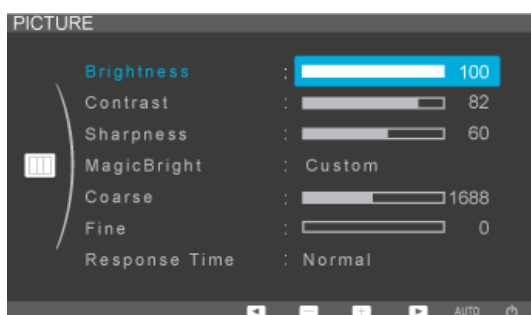 PICTURE
Brightness : 100
Contrast : 82
Sharpness : 60
MagicBright : Custom
Coarse : 1688
Fine : 0
Response Time : Normal
AUTO